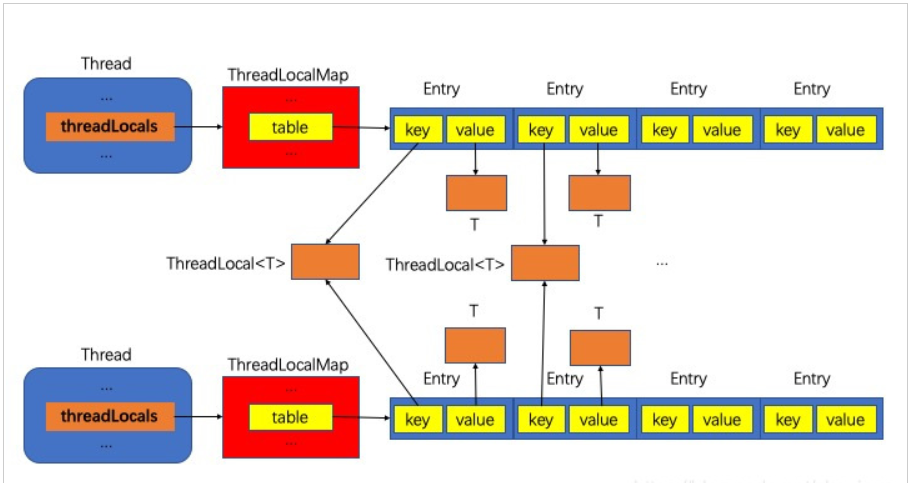 Thread
...
threadLocals
...
ThreadLocalMap
...
table
...
Entry Entry Entry Entry
key value key value key value key value
T
T
ThreadLocal<T>
ThreadLocal<T>
...
T
T
Thread
...
threadLocals
...
ThreadLocalMap
...
table
...
Entry Entry Entry Entry
key value key value key value key value